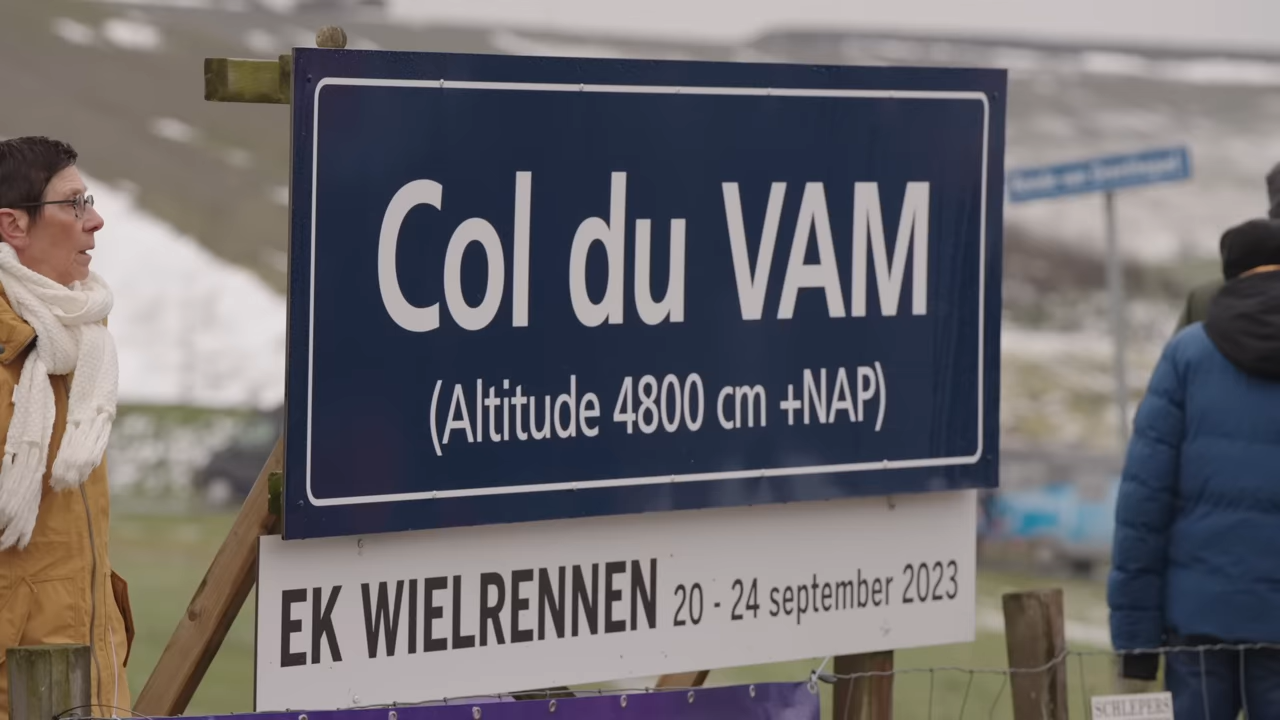 Col du VAM
(Altitude 4800 cm +NAP)
EK WIELRENNEN 20 - 24 september 2023
SCHLEPERS